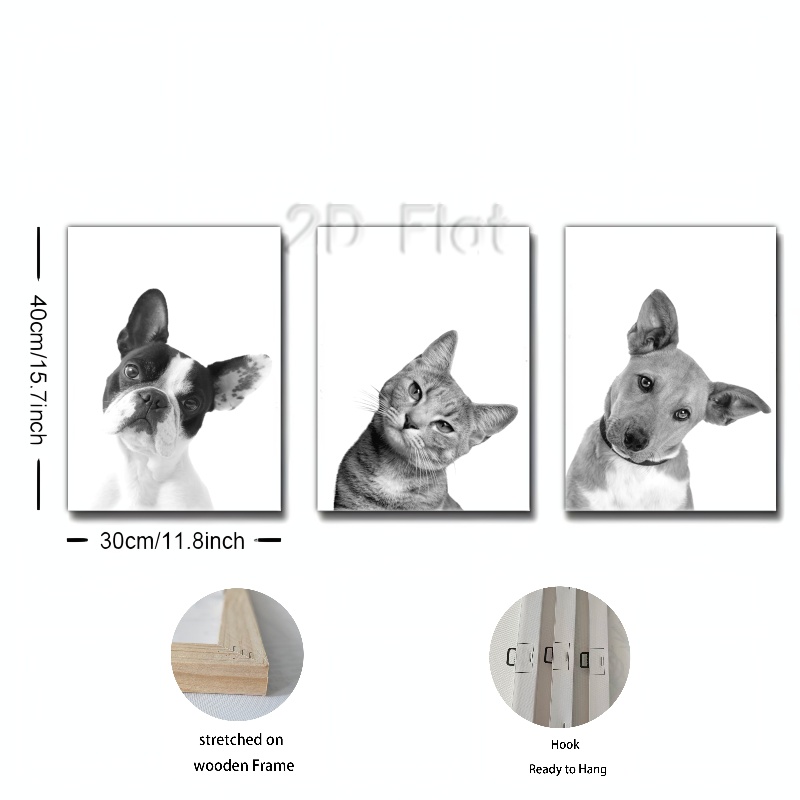 2D Flat
40cm/15.7inch
30cm/11.8inch
stretched on
wooden Frame
Hook
Ready to Hang